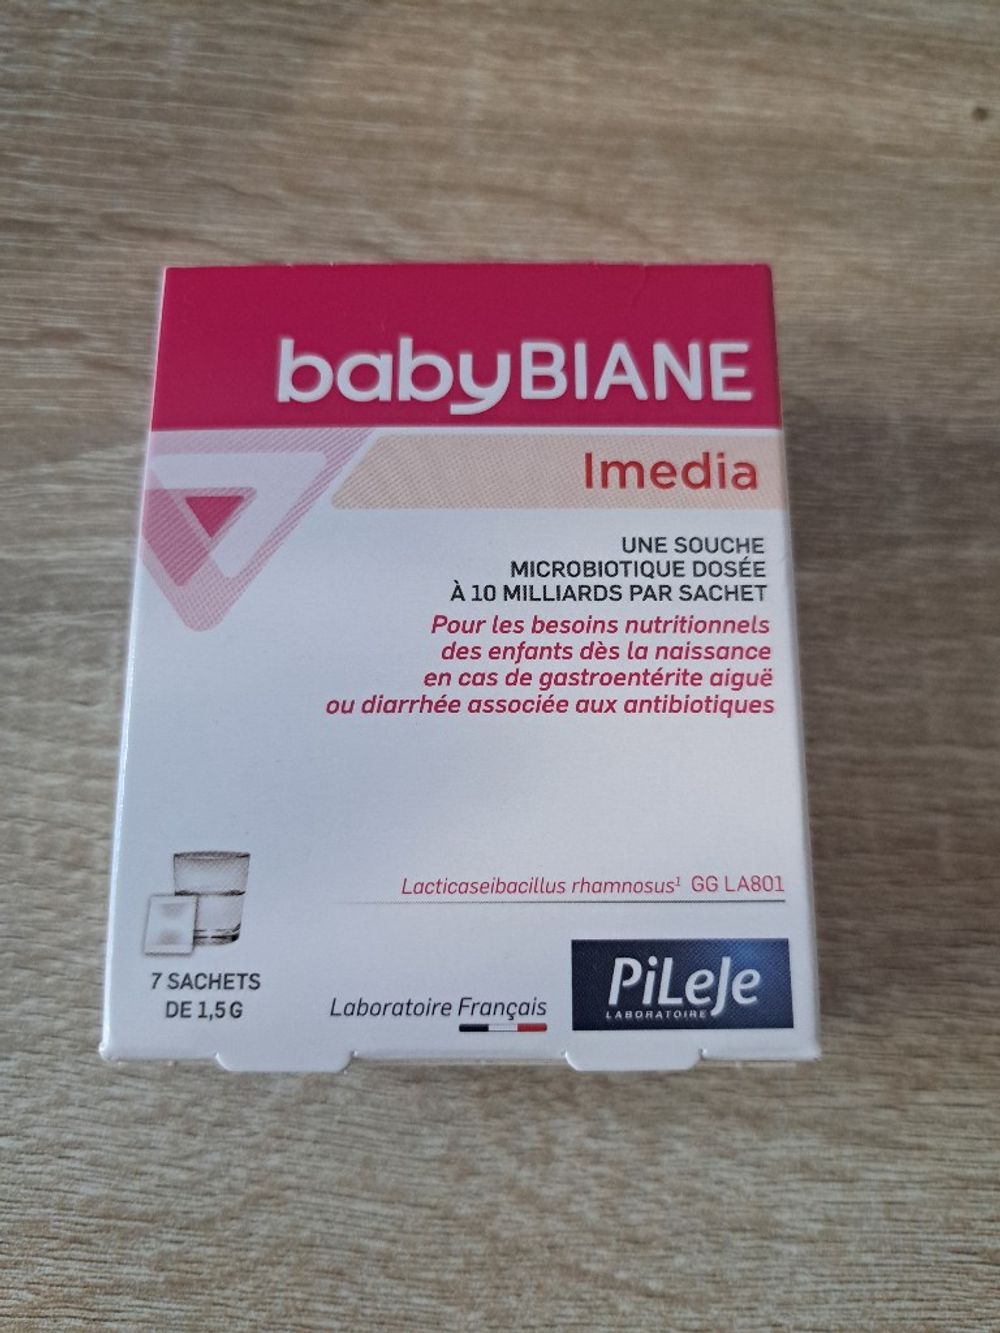 babyBIANE
Imedia
UNE SOUCHE
MICROBIOTIQUE DOSÉE
À 10 MILLIARDS PAR SACHET
Pour les besoins nutritionnels
des enfants dès la naissance
en cas de gastroentérite aiguë
ou diarrhée associée aux antibiotiques
Lacticaseibacillus rhamnosus¹ GG LA801
7 SACHETS
DE 1,5G
Laboratoire Français
PiLeJe
LABORATOIRE